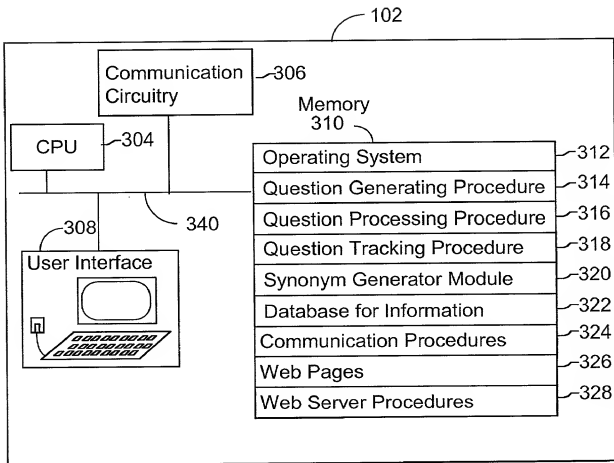 102
Communication
Circuitry
306
Memory
310
CPU
304
Operating System
312
Question Generating Procedure
314
Question Processing Procedure
316
Question Tracking Procedure
318
Synonym Generator Module
320
Database for Information
322
Communication Procedures
324
Web Pages
326
Web Server Procedures
328
340
308
User Interface